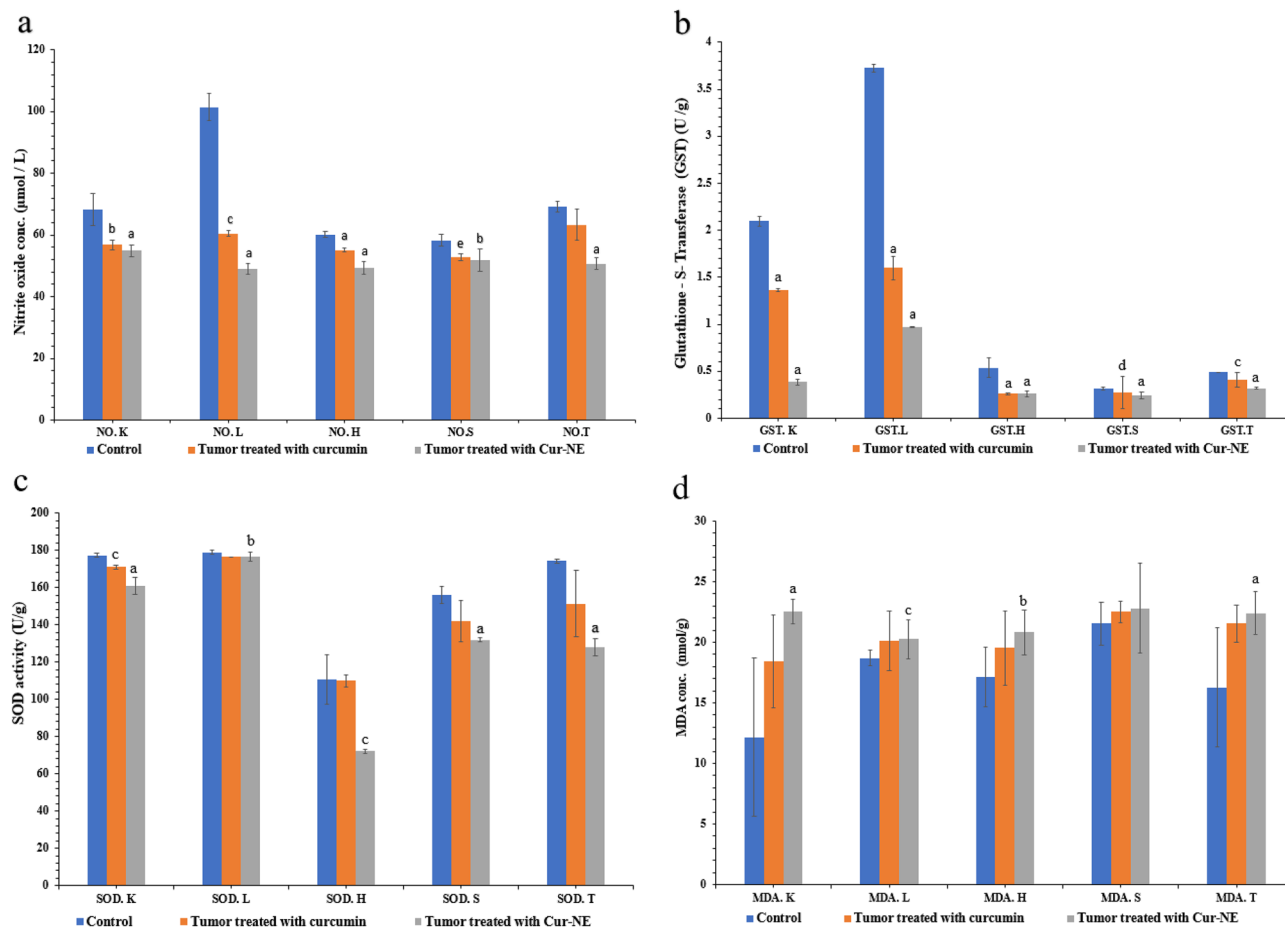 a
Nitrite oxide conc. (µmol / L)
120
100
80
60
40
20
0
b a
c a
a a
e b
a
NO. K NO. L NO. H NO.S NO.T
Control Tumor treated with curcumin Tumor treated with Cur-NE
b
Glutathione - S- Transferase (GST) (U /g)
4
3.5
3
2.5
2
1.5
1
0.5
0
a a
a a
a a
d a
c a
GST. K GST.L GST.H GST.S GST.T
Control Tumor treated with curcumin Tumor treated with Cur-NE
c
SOD activity (U/g)
200
180
160
140
120
100
80
60
40
20
0
c a
b
c
a
a
SOD. K SOD. L SOD. H SOD. S SOD. T
Control Tumor treated with curcumin Tumor treated with Cur-NE
d
MDA conc. (nmol/g)
30
25
20
15
10
5
0
a
c
b
a
MDA. K MDA. L MDA. H MDA. S MDA. T
Control Tumor treated with curcumin Tumor treated with Cur-NE